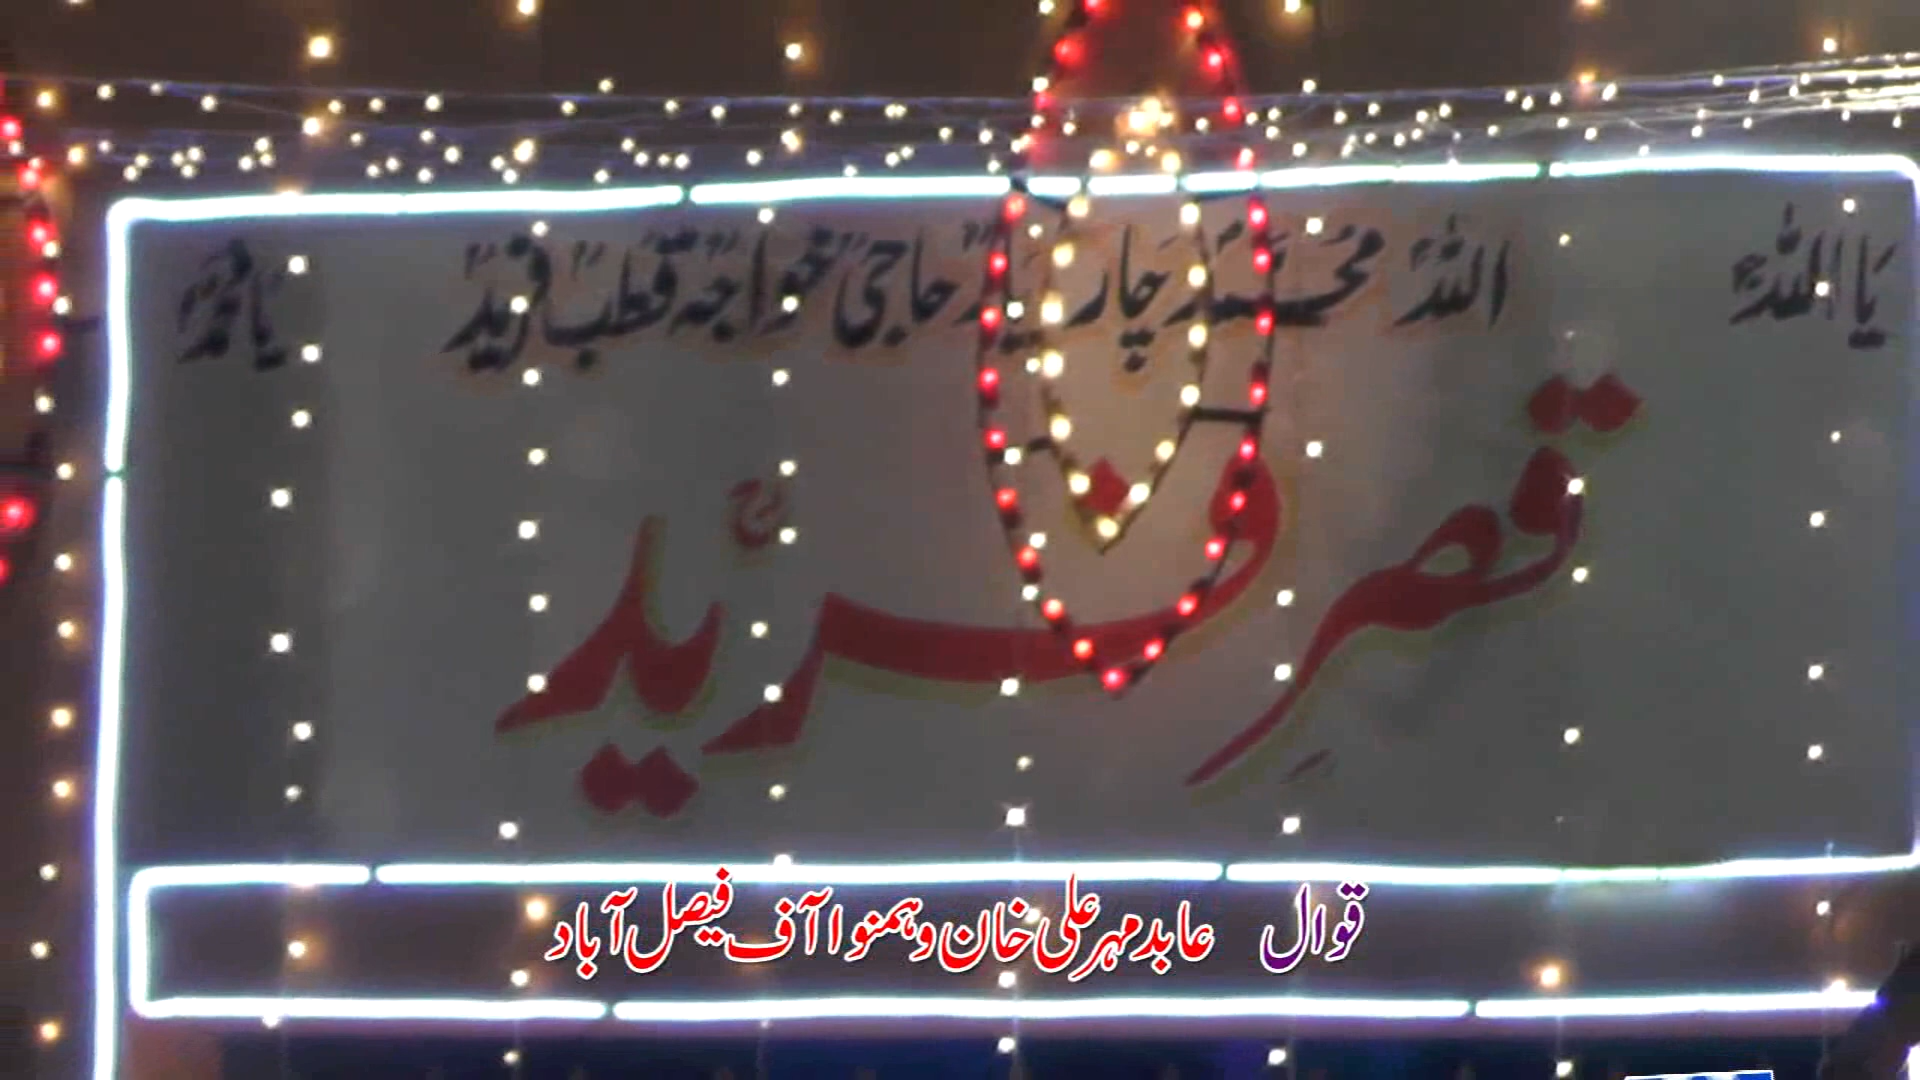 یا اللہ اللہ محمد چار یار حاجی خواجہ قطب فرید یا محمد
قصرِ فرید
قوال عابد مہر علی خان و ہمنوا آف فیصل آباد